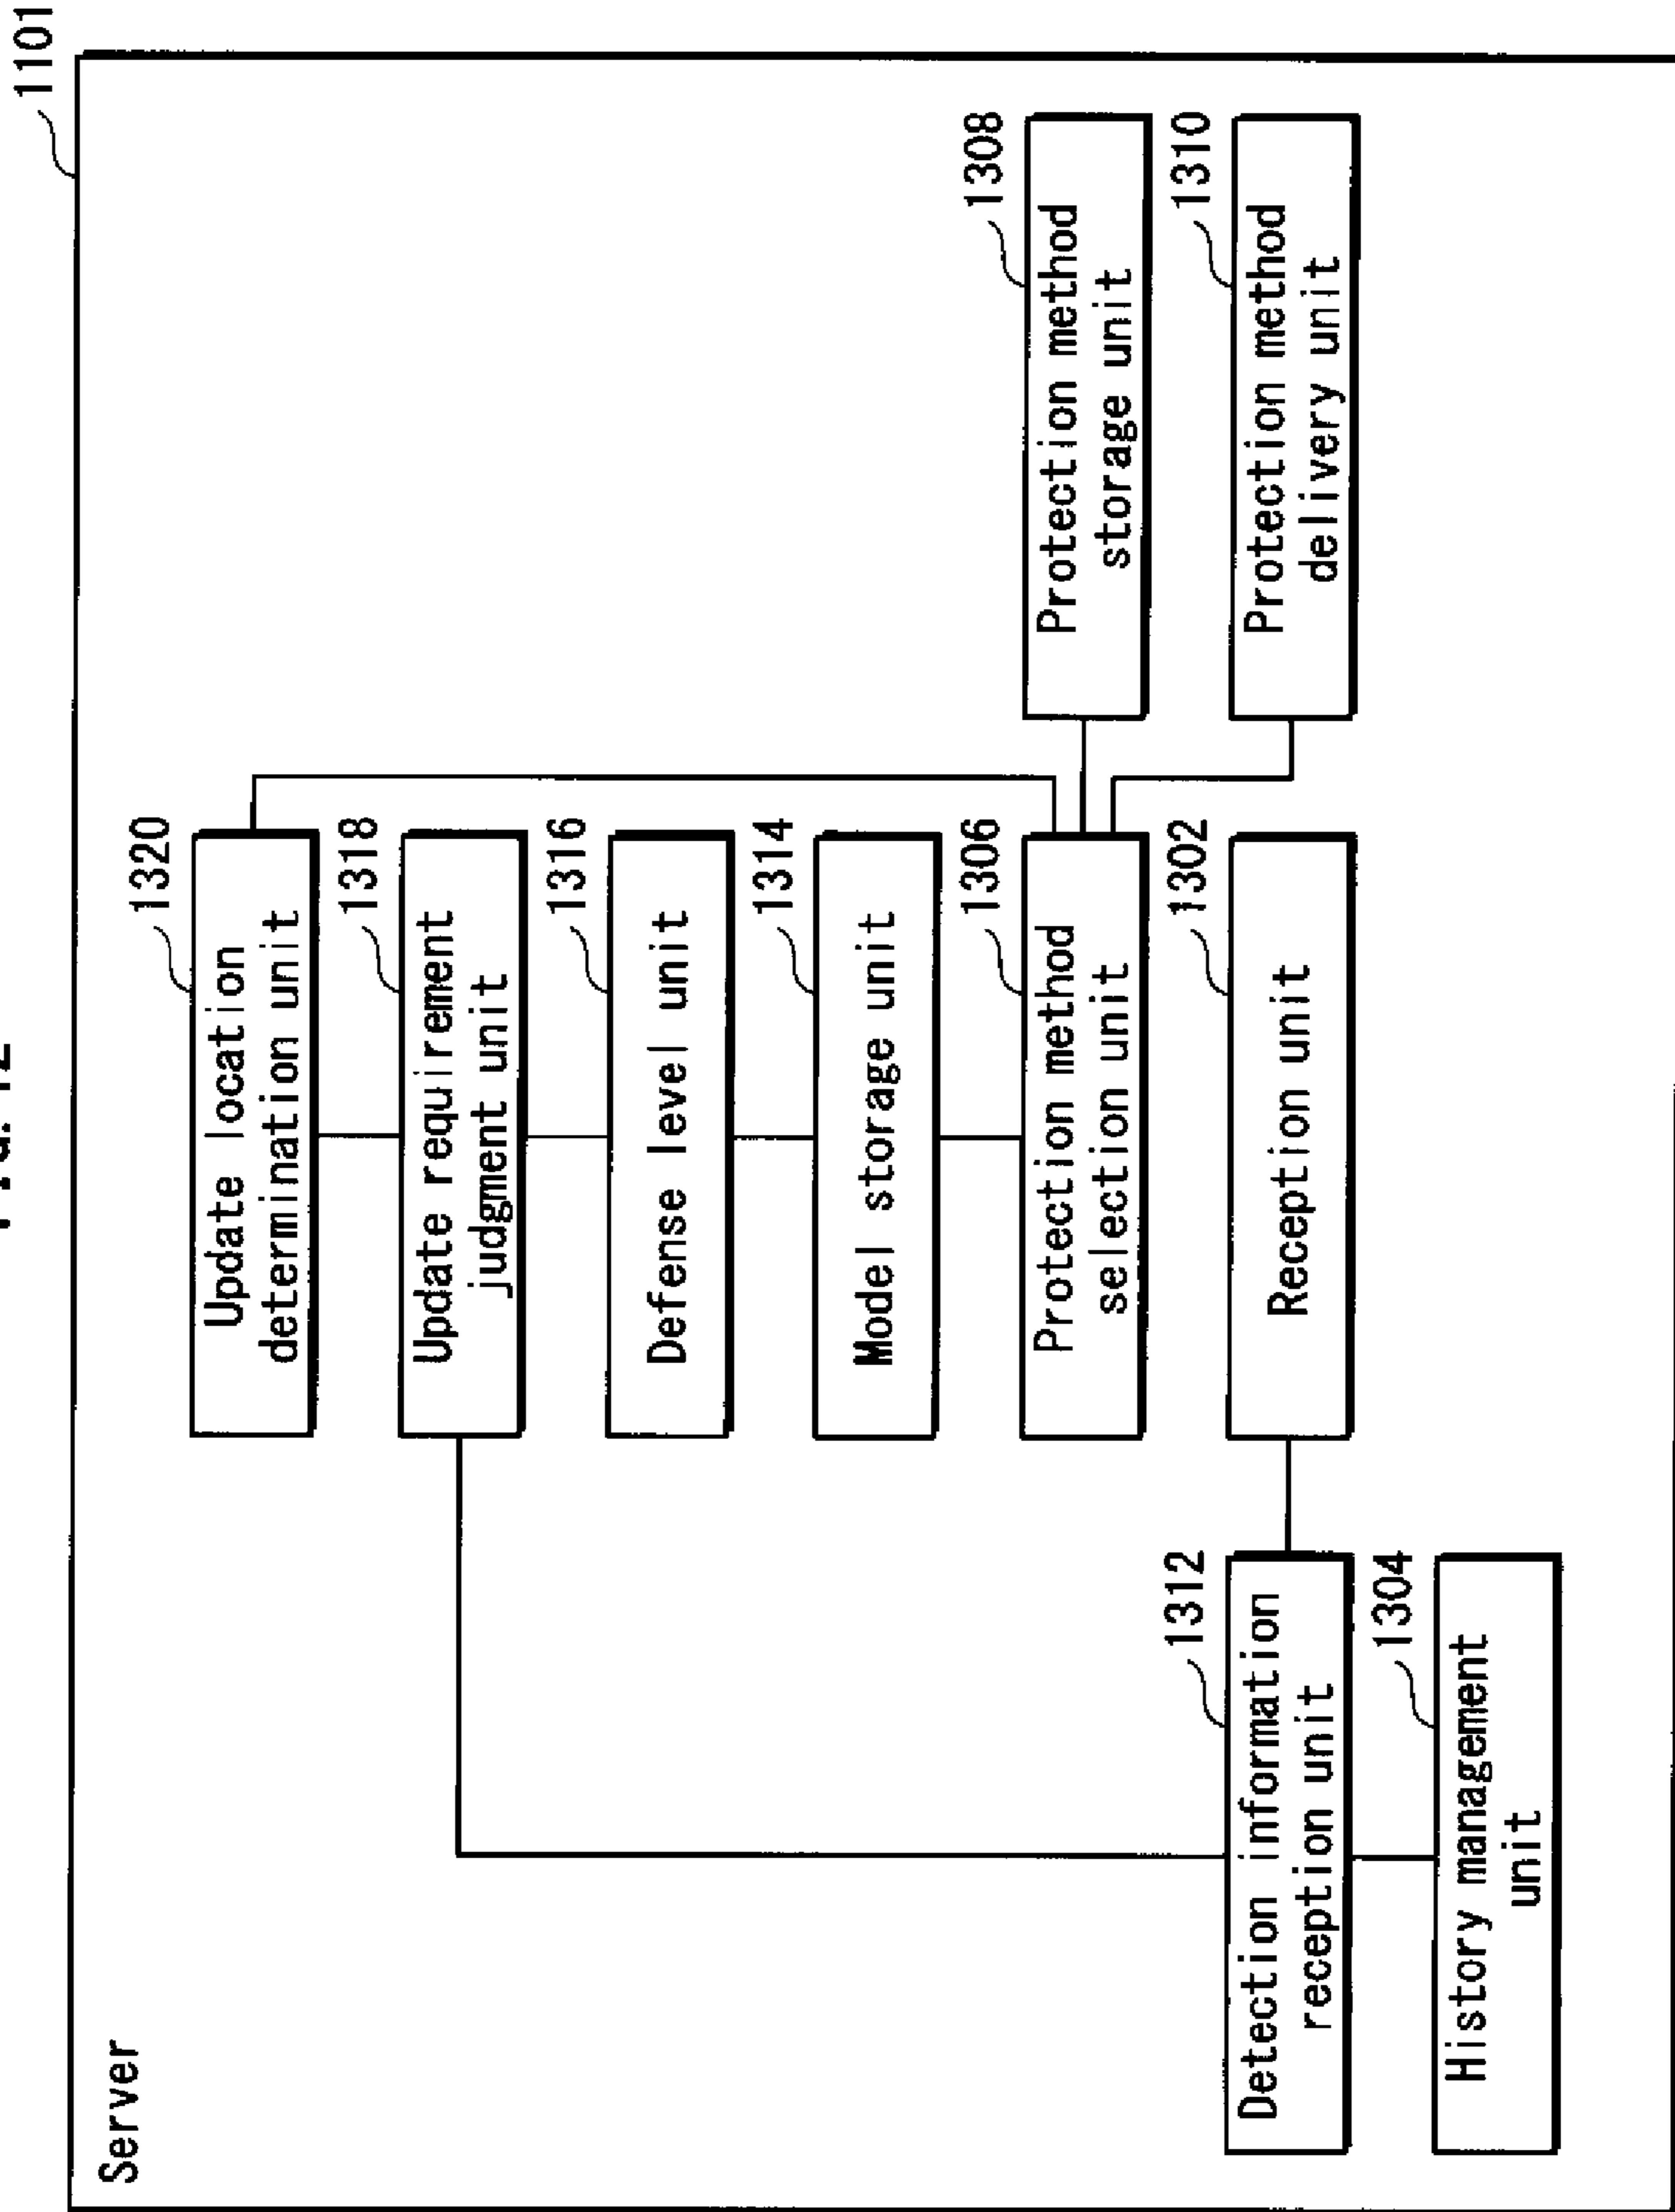 1101
Server
1320
Update location
determination unit
1318
Update requirement
judgment unit
1316
Defense level unit
1314
Model storage unit
1306
Protection method
selection unit
1308
Protection method
storage unit
1312
Detection information
reception unit
1302
Reception unit
1310
Protection method
delivery unit
1304
History management
unit